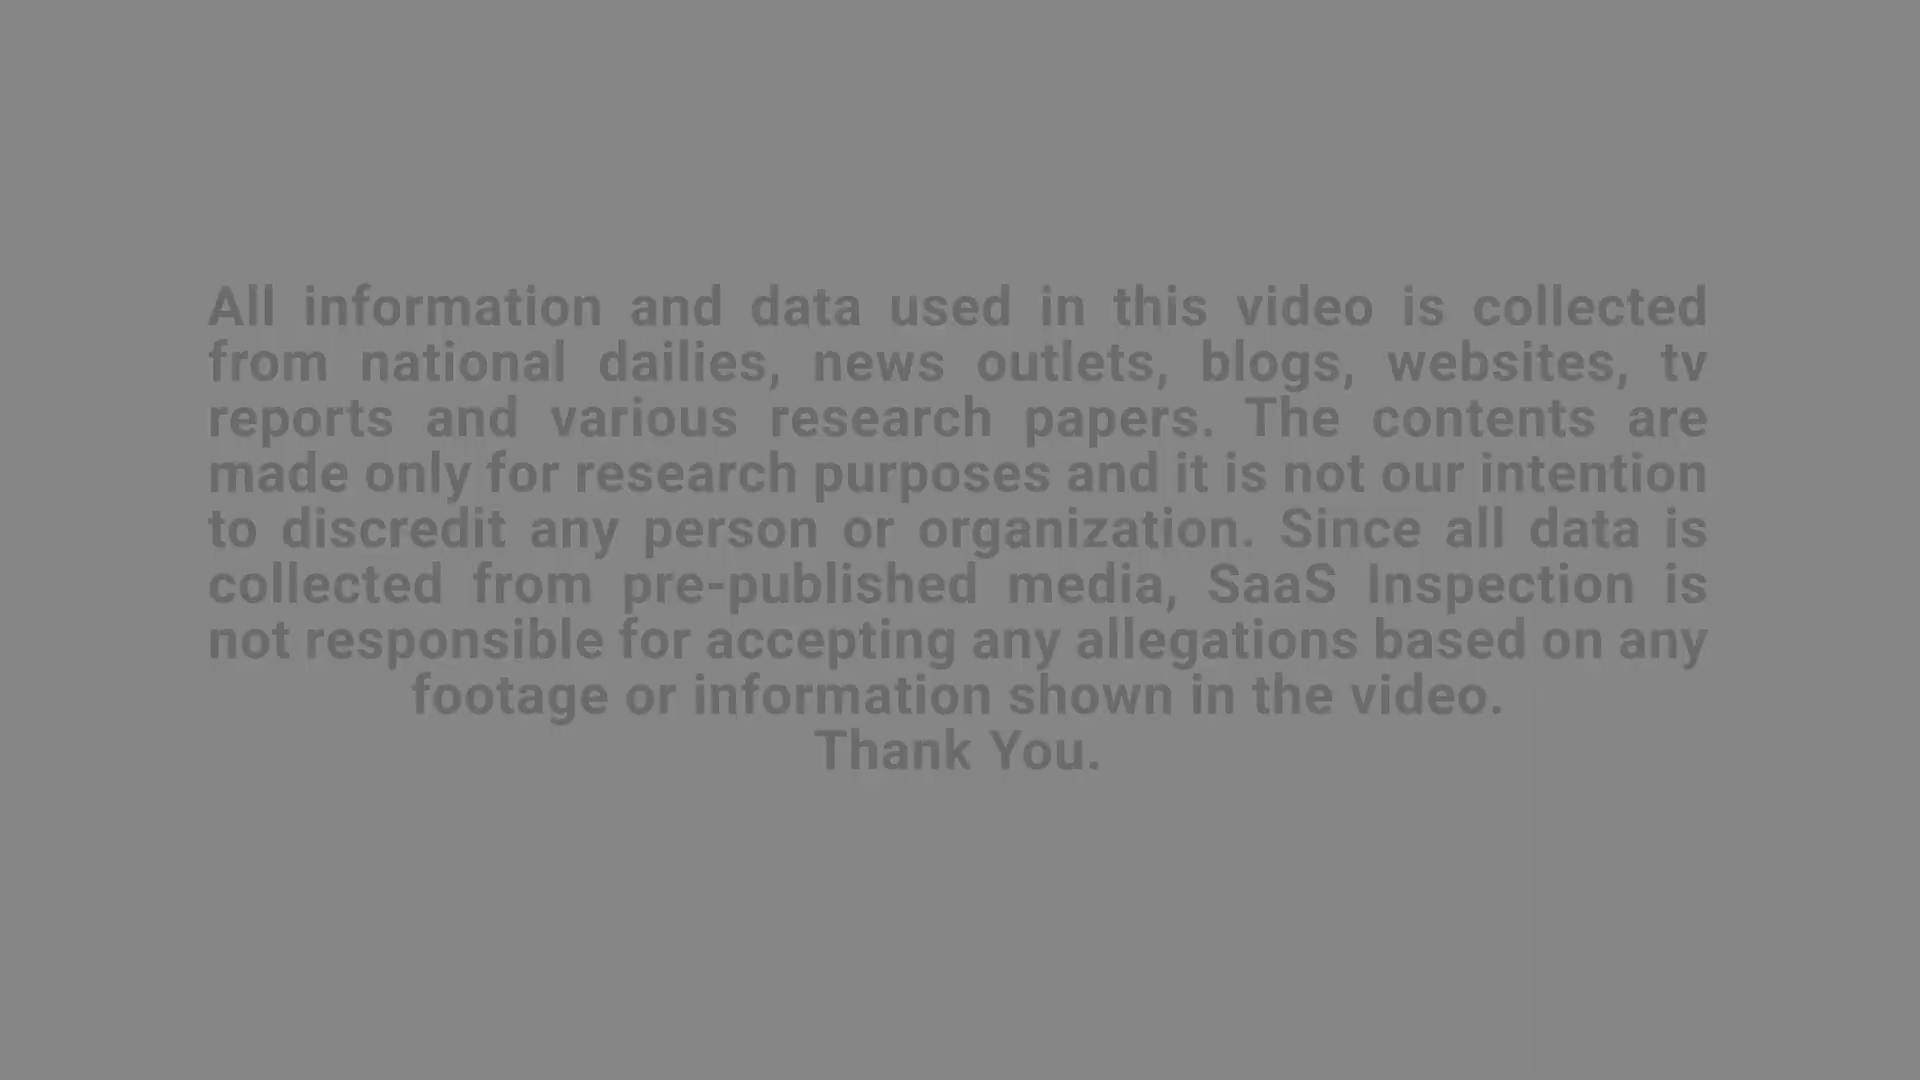 All information and data used in this video is collected
from national dailies, news outlets, blogs, websites, tv
reports and various research papers. The contents are
made only for research purposes and it is not our intention
to discredit any person or organization. Since all data is
collected from pre-published media, SaaS Inspection is
not responsible for accepting any allegations based on any
footage or information shown in the video.
Thank You.